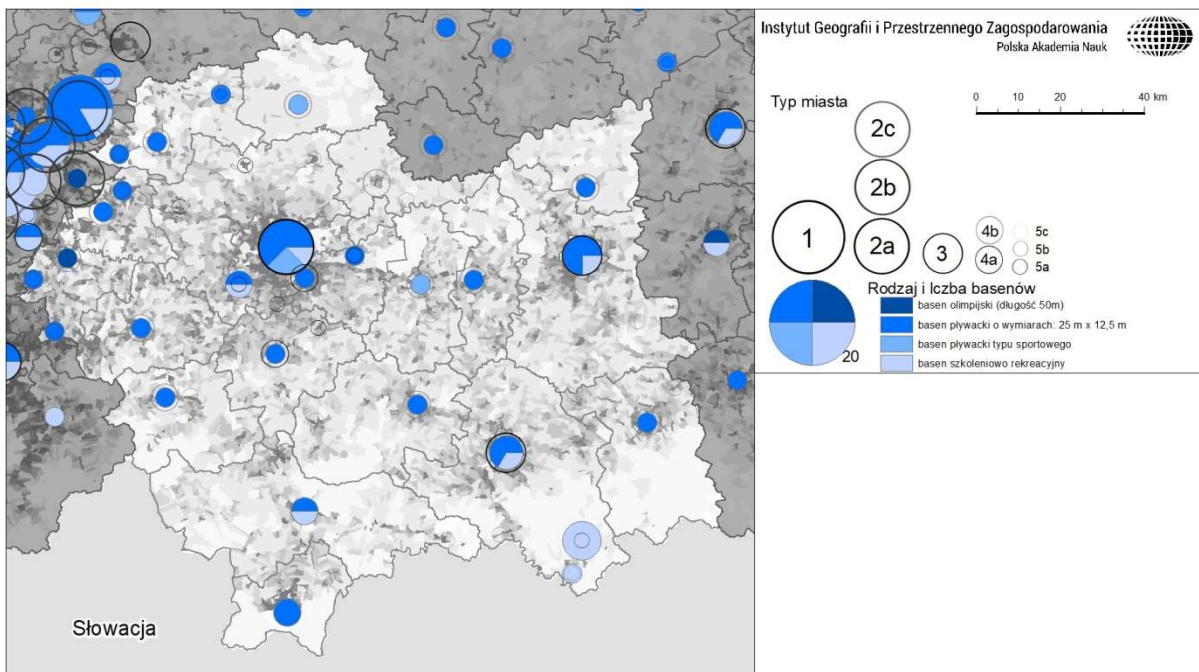 Instytut Geografii i Przestrzennego Zagospodarowania
Polska Akademia Nauk
Typ miasta
0 10 20 30 40 km
2c
2b
1
2a
3
4b
4a
5c
5b
5a
Rodzaj i lczba basenów
basen olimpijski (długość 50m)
basen pływacki o wymiarach: 25 m x 12,5 m
basen pływacki typu sportowego
20
basen szkoleniowo rekreacyjny
Słowacja